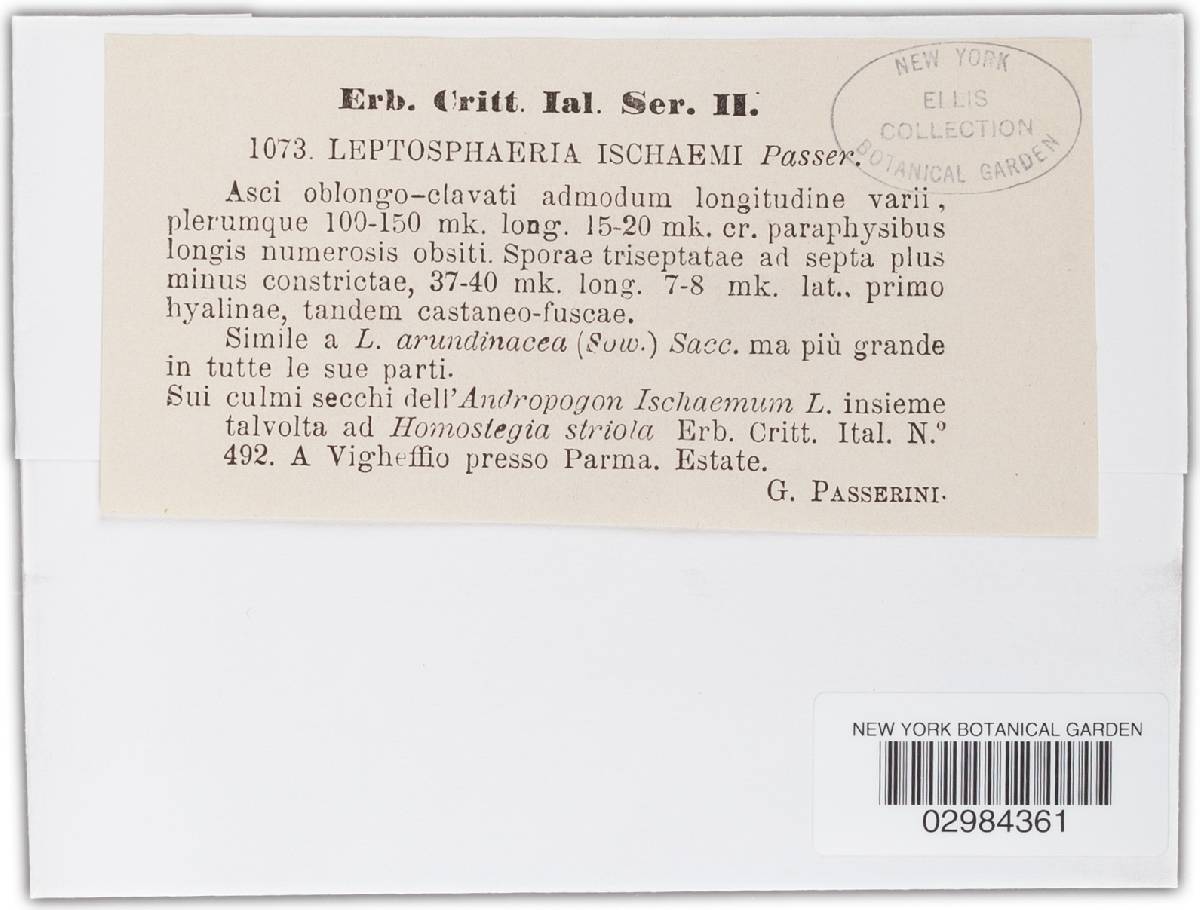 Erb. Critt. Ial. Ser. II.
1073. LEPTOSPHAERIA ISCHAEMI Passer.
Asci oblongo-clavati admodum longitudine varii,
plerumque 100-150 mk. long. 15-20 mk. cr. paraphysibus
longis numerosis obsiti. Sporae triseptatae ad septa plus
minus constrictae, 37-40 mk. long. 7-8 mk. lat., primo
hyalinae, tandem castaneo-fuscae.
Simile a L. arundinacea (Sow.) Sacc. ma più grande
in tutte le sue parti.
Sui culmi secchi dell'Andropogon Ischaemum L. insieme
talvolta ad Homostegia striola Erb. Critt. Ital. N.º
492. A Vigheffio presso Parma. Estate.
G. PASSERINI.
NEW YORK
ELLIS
COLLECTION
BOTANICAL GARDEN
NEW YORK BOTANICAL GARDEN
02984361